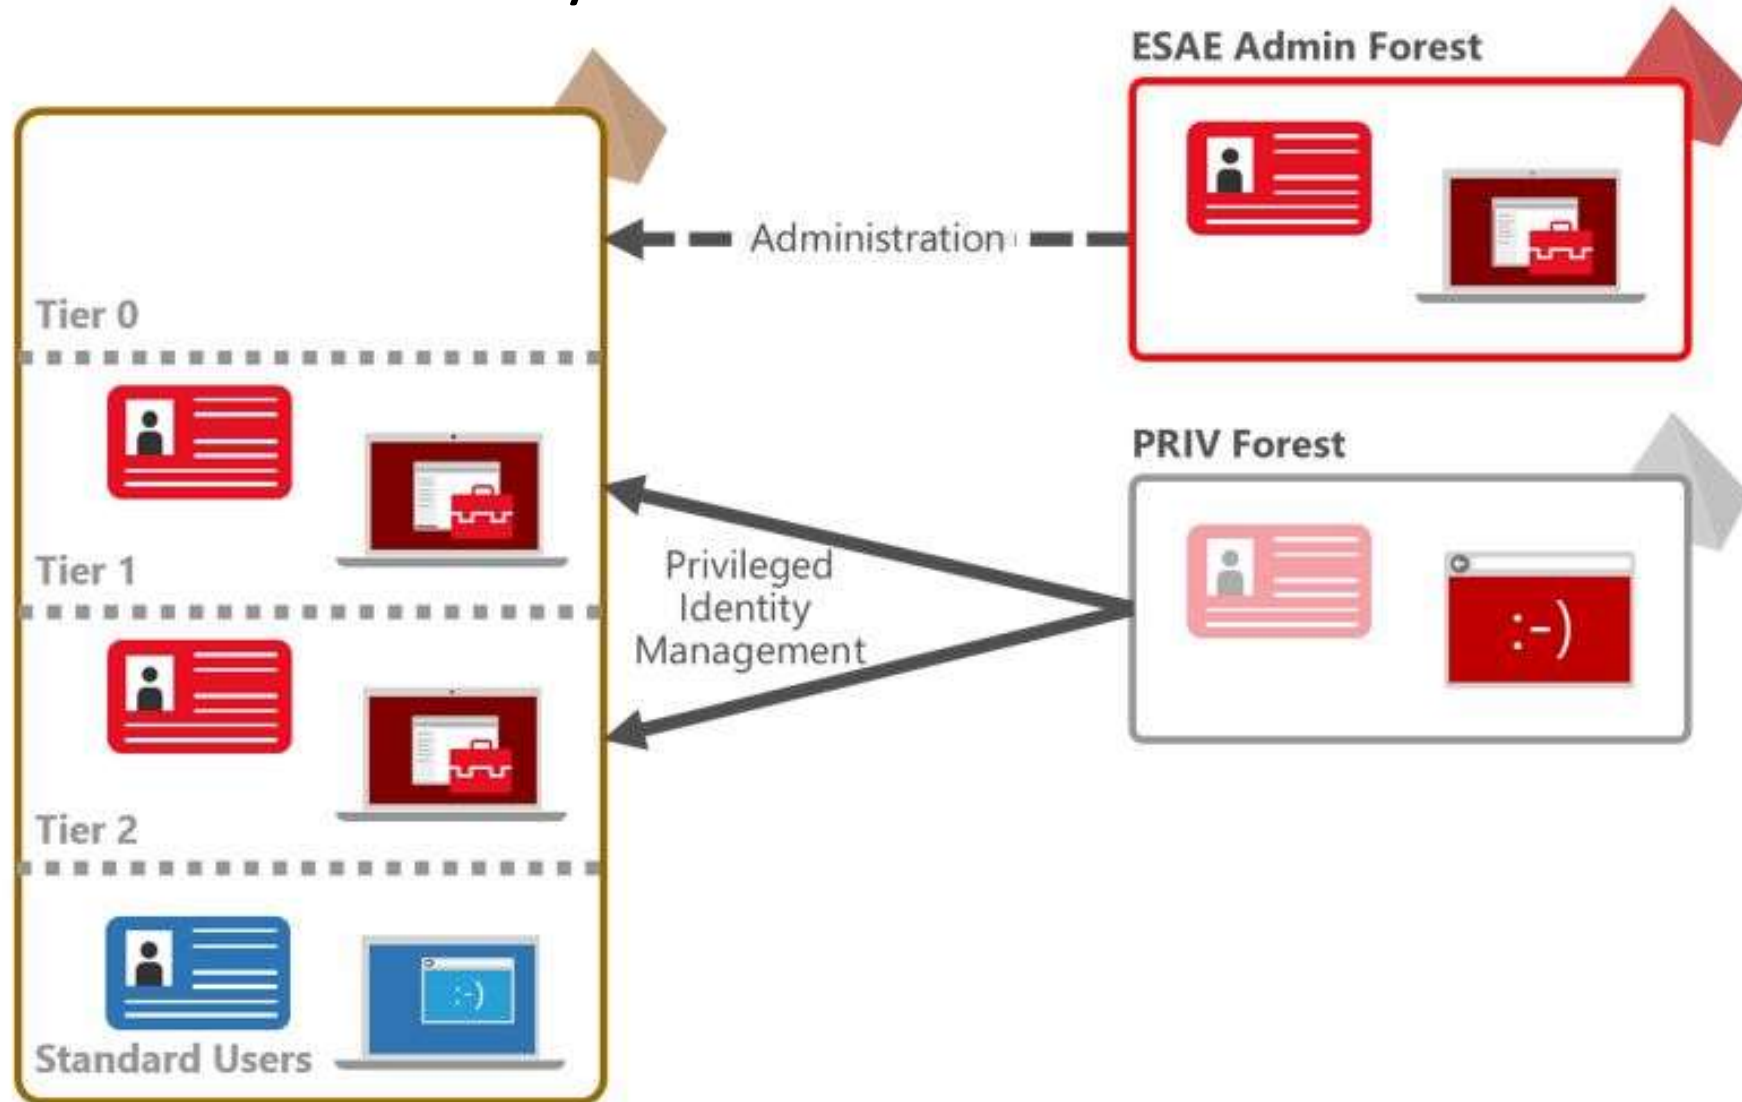 ESAE Admin Forest
Administration
Tier 0
PRIV Forest
Tier 1
Privileged
Identity
Management
:-)
Tier 2
:-)
Standard Users